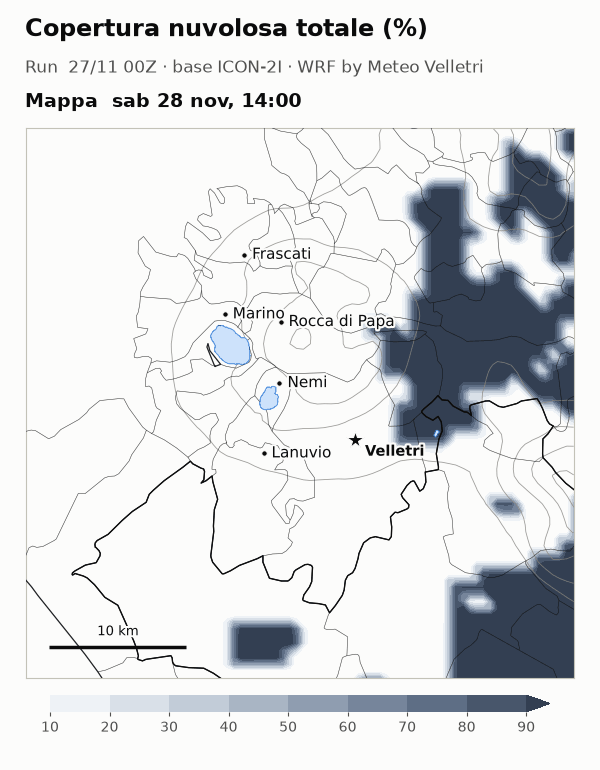 Copertura nuvolosa totale (%)
Run  27/11 00Z · base ICON-2I · WRF by Meteo Velletri
Mappa  sab 28 nov, 14:00
Frascati
Marino
Rocca di Papa
Nemi
Velletri
Lanuvio
10 km
10 20 30 40 50 60 70 80 90